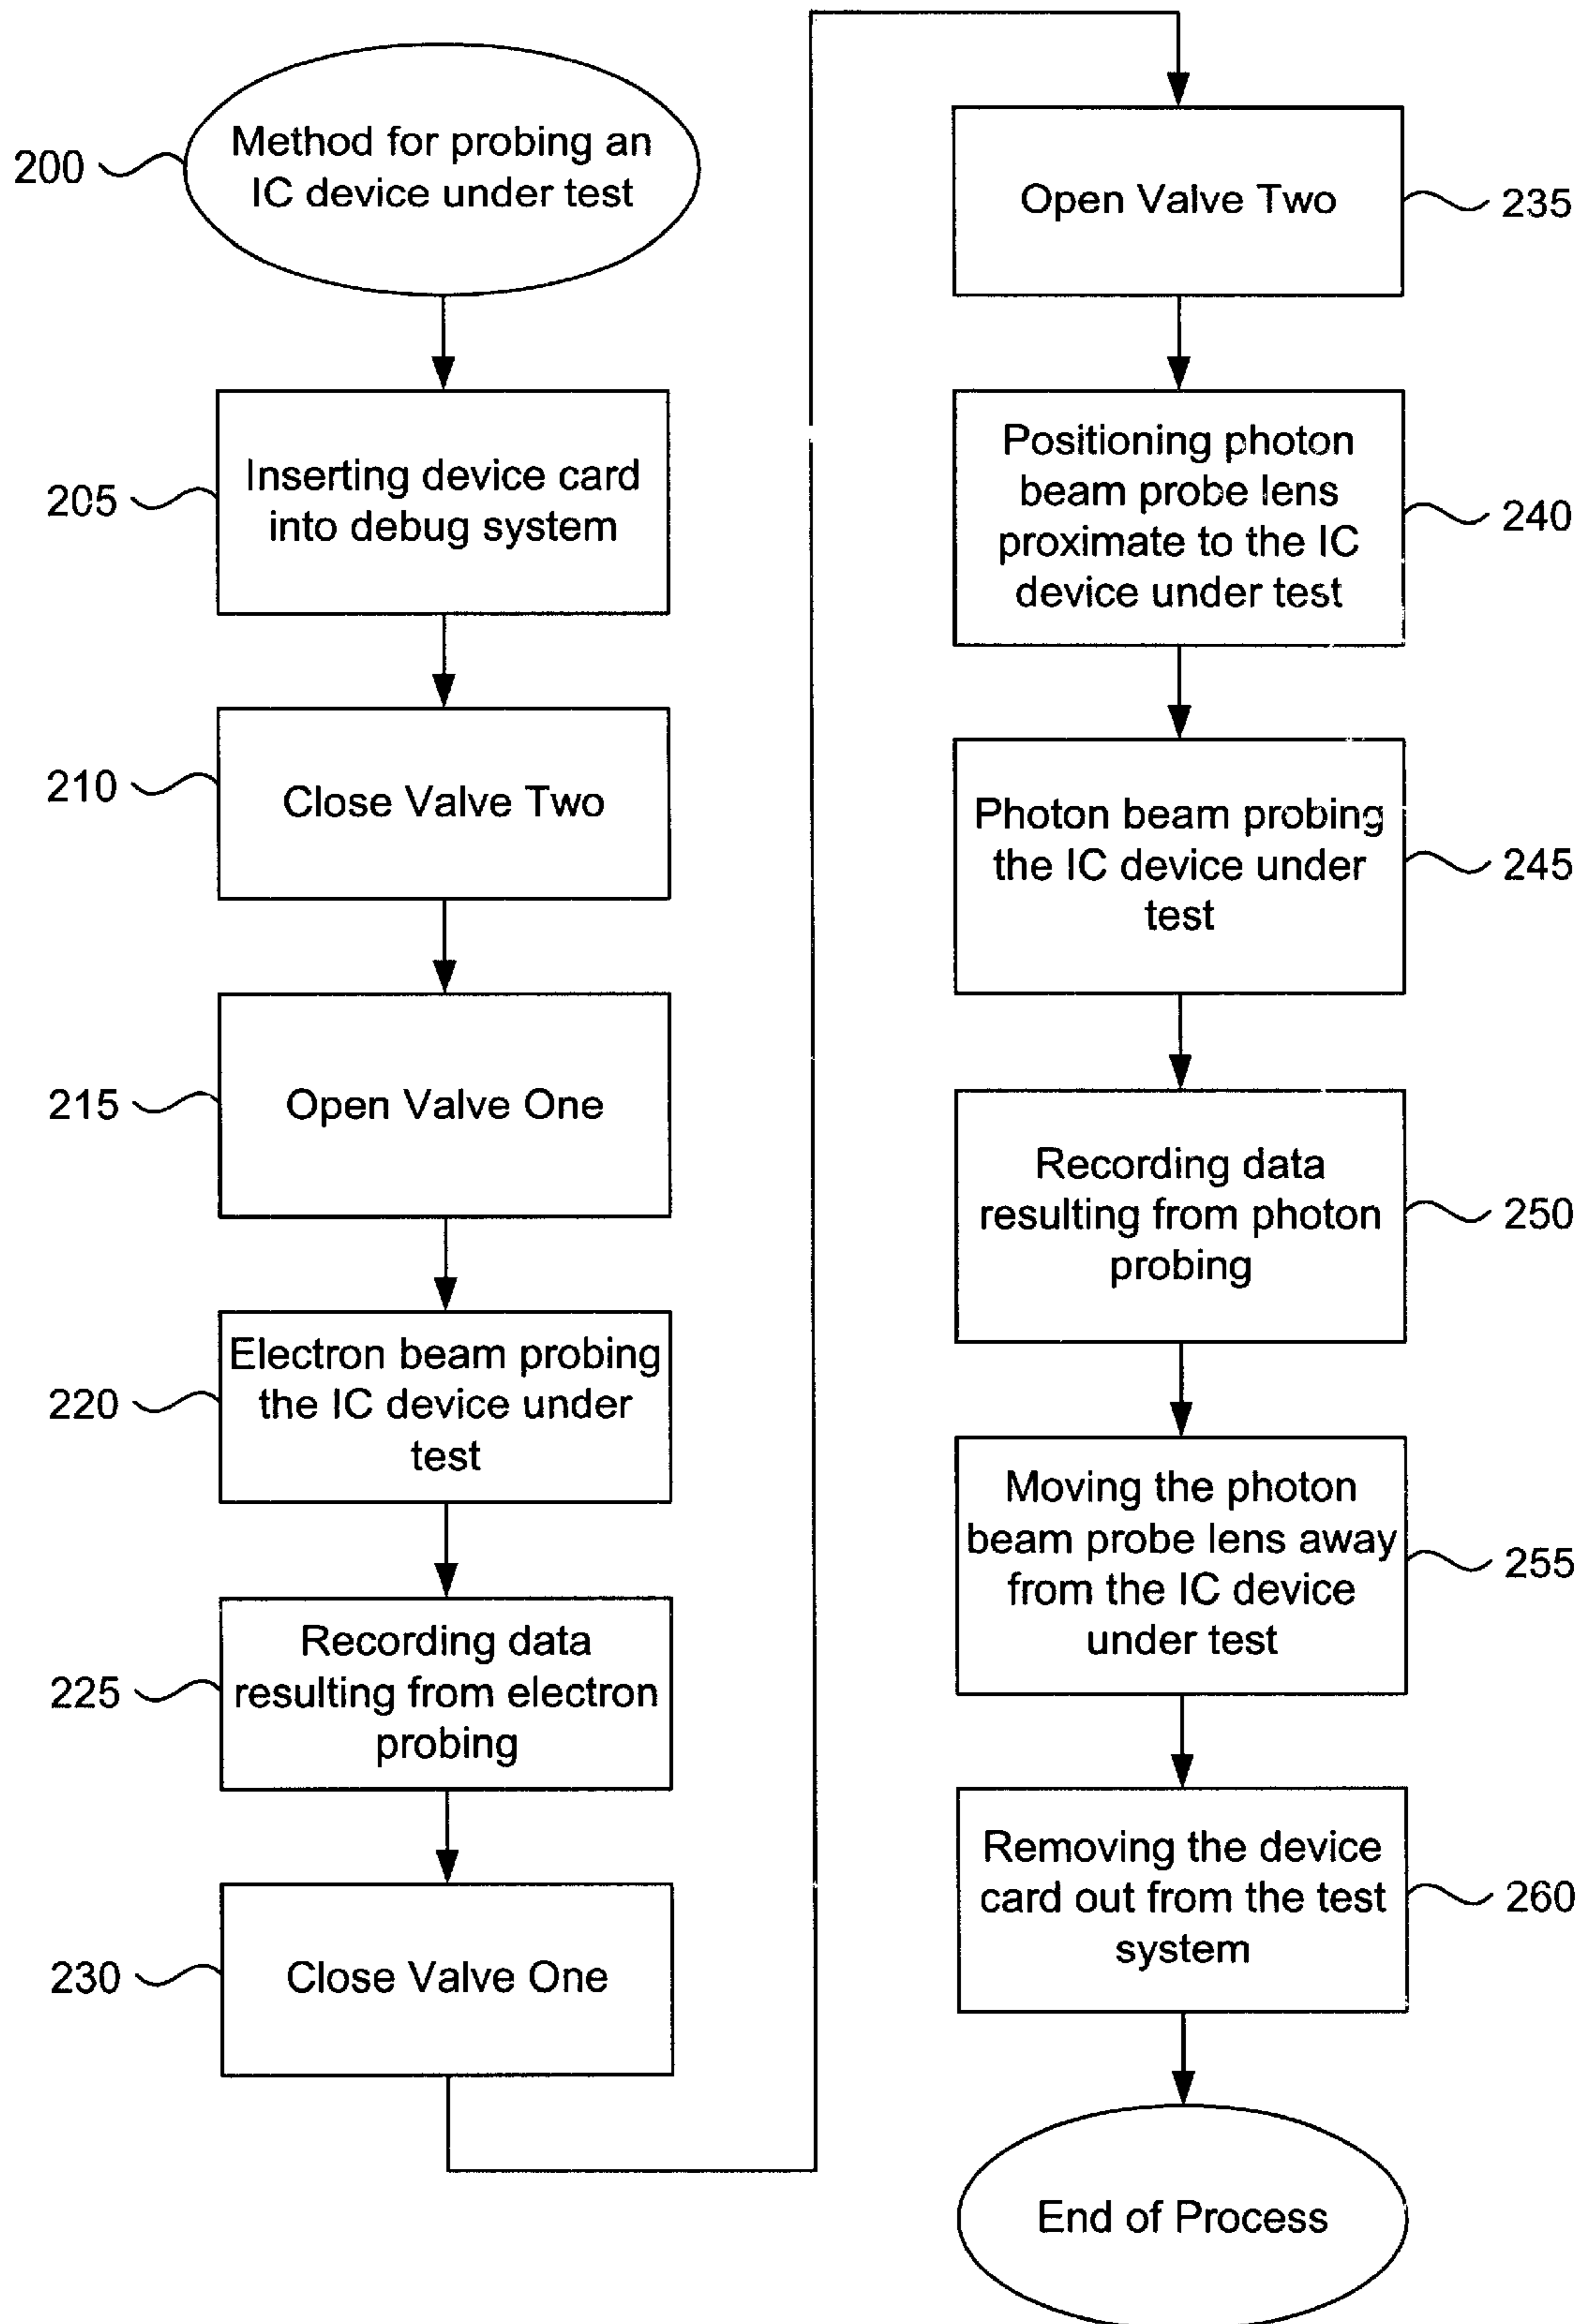 200
Method for probing an
IC device under test
205
Inserting device card
into debug system
210
Close Valve Two
215
Open Valve One
220
Electron beam probing
the IC device under
test
225
Recording data
resulting from electron
probing
230
Close Valve One
Open Valve Two
235
Positioning photon
beam probe lens
proximate to the IC
device under test
240
Photon beam probing
the IC device under
test
245
Recording data
resulting from photon
probing
250
Moving the photon
beam probe lens away
from the IC device
under test
255
Removing the device
card out from the test
system
260
End of Process